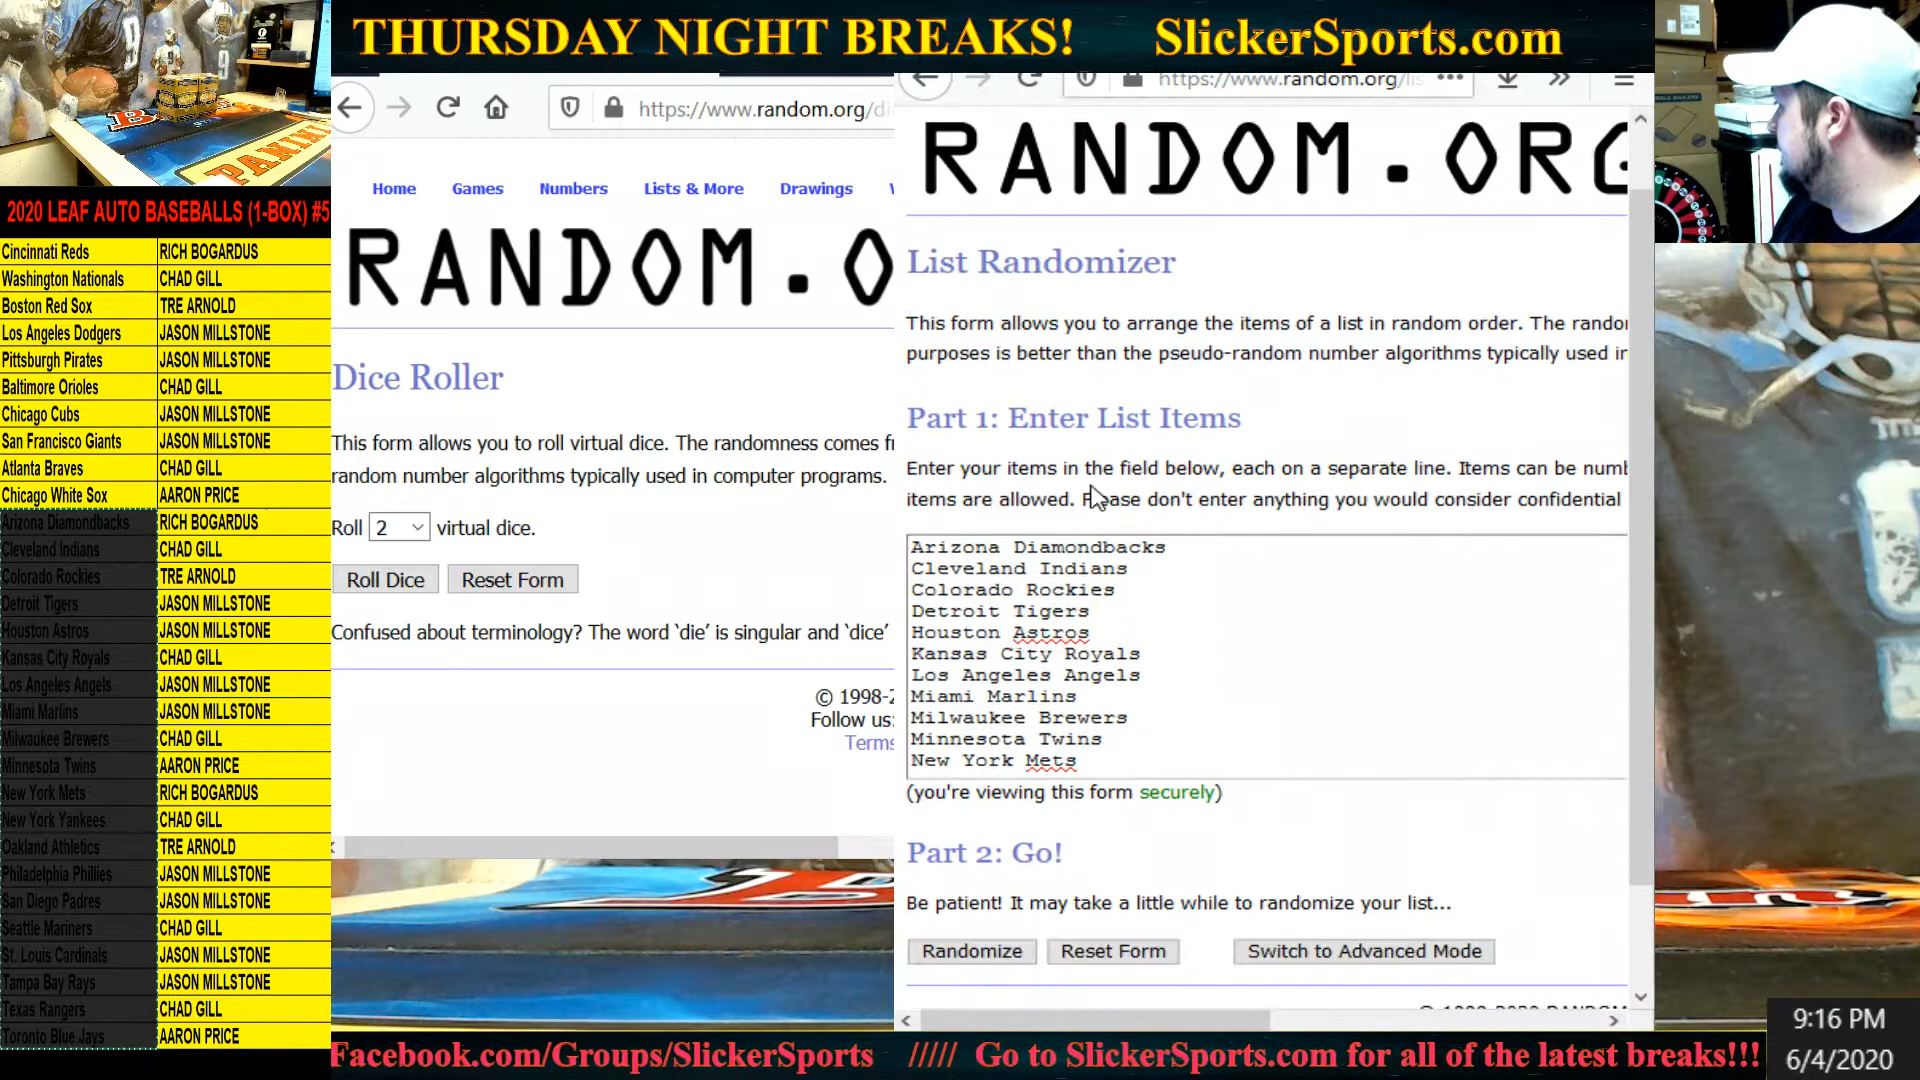 THURSDAY NIGHT BREAKS! SlickerSports.com
2020 LEAF AUTO BASEBALLS (1-BOX) #5
Cincinnati Reds RICH BOGARDUS
Washington Nationals CHAD GILL
Boston Red Sox TRE ARNOLD
Los Angeles Dodgers JASON MILLSTONE
Pittsburgh Pirates JASON MILLSTONE
Baltimore Orioles CHAD GILL
Chicago Cubs JASON MILLSTONE
San Francisco Giants JASON MILLSTONE
Atlanta Braves CHAD GILL
Chicago White Sox AARON PRICE
Arizona Diamondbacks RICH BOGARDUS
Cleveland Indians CHAD GILL
Colorado Rockies TRE ARNOLD
Detroit Tigers JASON MILLSTONE
Houston Astros JASON MILLSTONE
Kansas City Royals CHAD GILL
Los Angeles Angels JASON MILLSTONE
Miami Marlins JASON MILLSTONE
Milwaukee Brewers CHAD GILL
Minnesota Twins AARON PRICE
New York Mets RICH BOGARDUS
New York Yankees CHAD GILL
Oakland Athletics TRE ARNOLD
Philadelphia Phillies JASON MILLSTONE
San Diego Padres JASON MILLSTONE
Seattle Mariners CHAD GILL
St. Louis Cardinals JASON MILLSTONE
Tampa Bay Rays JASON MILLSTONE
Texas Rangers CHAD GILL
Toronto Blue Jays AARON PRICE
PANINI
https://www.random.org/di
Home Games Numbers Lists & More Drawings
RANDOM.O
Dice Roller
This form allows you to roll virtual dice. The randomness comes f
random number algorithms typically used in computer programs.
Roll 2 virtual dice.
Roll Dice Reset Form
Confused about terminology? The word ‘die’ is singular and ‘dice’
© 1998-2
Follow us:
Terms
https://www.random.org/lis
RANDOM.ORG
List Randomizer
This form allows you to arrange the items of a list in random order. The rando
purposes is better than the pseudo-random number algorithms typically used in
Part 1: Enter List Items
Enter your items in the field below, each on a separate line. Items can be numb
items are allowed. Please don't enter anything you would consider confidential
Arizona Diamondbacks
Cleveland Indians
Colorado Rockies
Detroit Tigers
Houston Astros
Kansas City Royals
Los Angeles Angels
Miami Marlins
Milwaukee Brewers
Minnesota Twins
New York Mets
(you're viewing this form securely)
Part 2: Go!
Be patient! It may take a little while to randomize your list...
Randomize Reset Form Switch to Advanced Mode
9:16 PM
6/4/2020
Facebook.com/Groups/SlickerSports ///// Go to SlickerSports.com for all of the latest breaks!!!